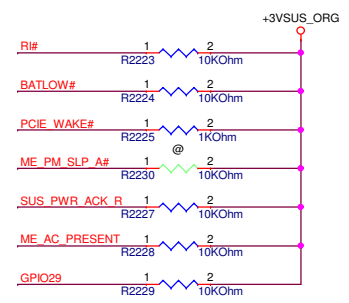 +3VSUS_ORG
RI# 1 2
R2223 10KOhm
BATLOW# 1 2
R2224 10KOhm
PCIE_WAKE# 1 2
R2225 1KOhm
@
ME_PM_SLP_A# 1 2
R2230 10KOhm
SUS_PWR_ACK_R 1 2
R2227 10KOhm
ME_AC_PRESENT 1 2
R2228 10KOhm
GPIO29 1 2
R2229 10KOhm